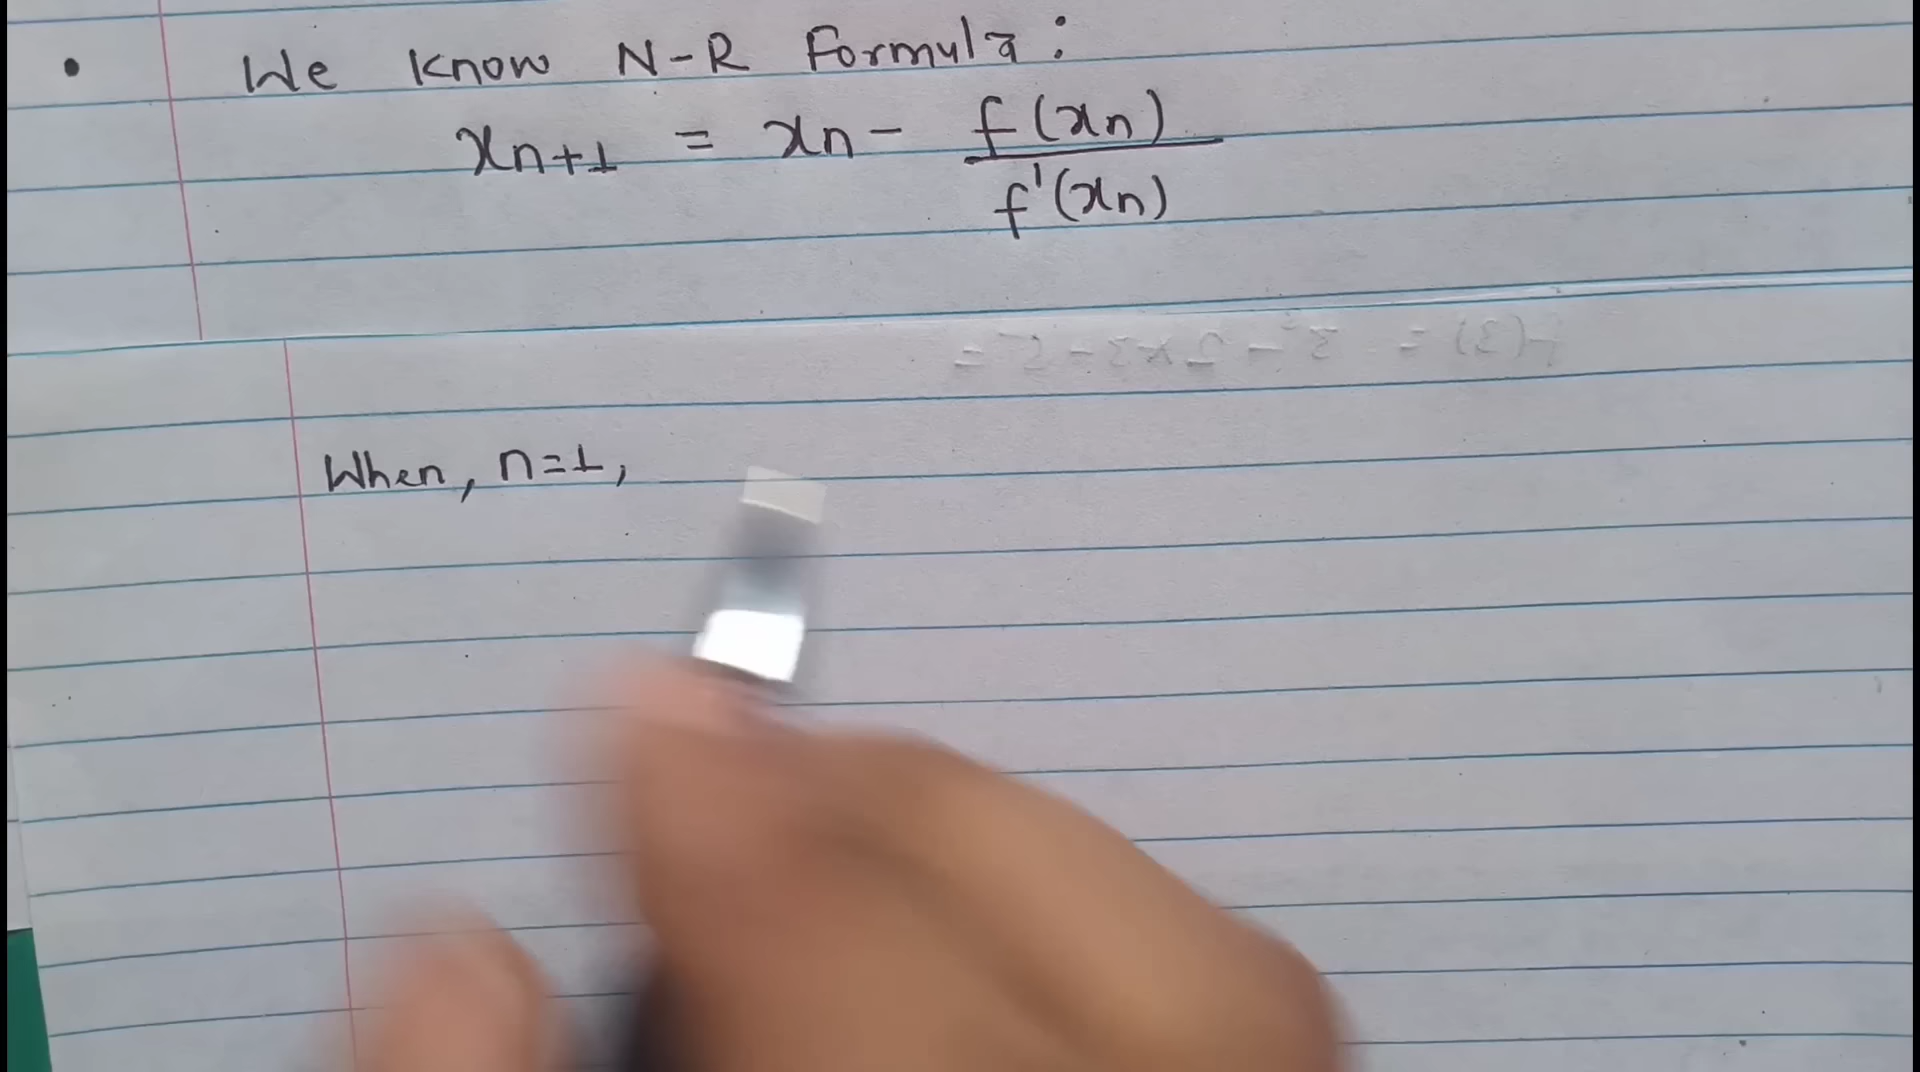 • We know N-R Formula:
xn+1 = xn - f(xn)
f'(xn)
When, n=1,